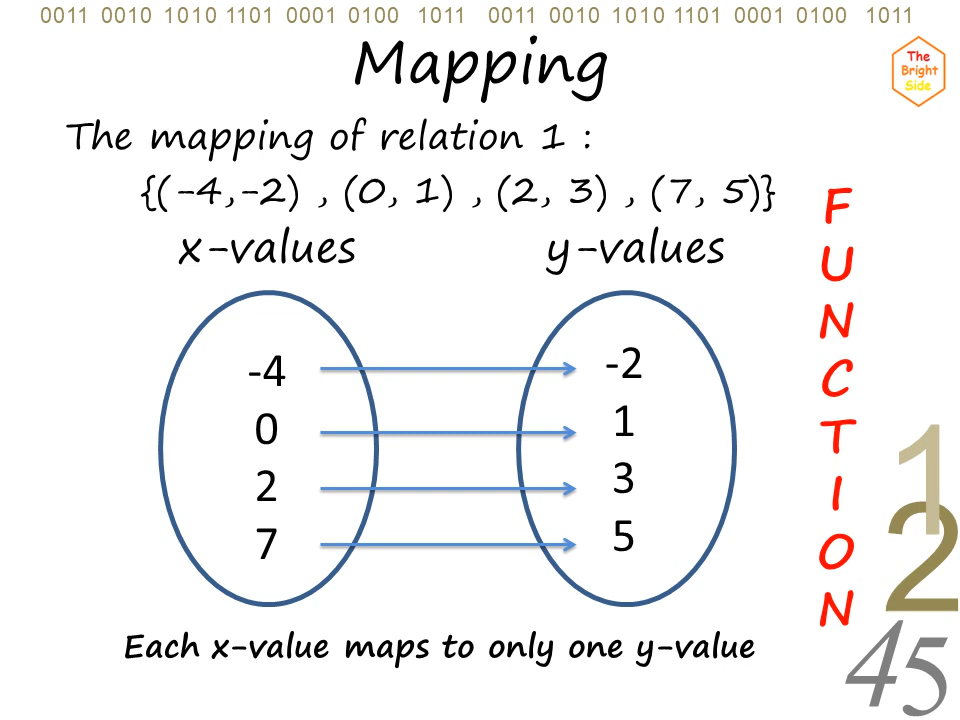 0011 0010 1010 1101 0001 0100 1011 0011 0010 1010 1101 0001 0100 1011
Mapping
The
Bright
Side
The mapping of relation 1 :
{(-4,-2) , (0, 1) , (2, 3) , (7, 5)}
x-values y-values
-4 -2
0 1
2 3
7 5
Each x-value maps to only one y-value
F
U
N
C
T
I
O
N
1
2
45